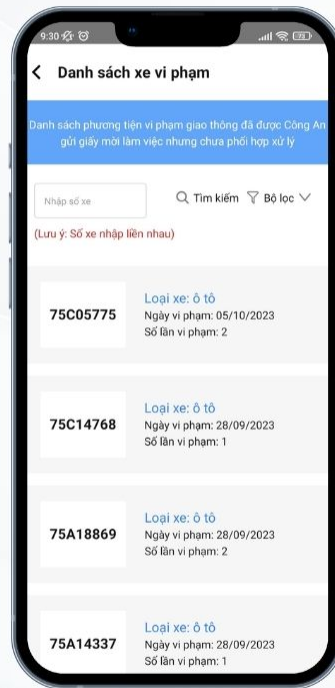 9:30
Danh sách xe vi phạm
Danh sách phương tiện vi phạm giao thông đã được Công An
gửi giấy mời làm việc nhưng chưa phối hợp xử lý
Nhập số xe
Tìm kiếm
Bộ lọc
(Lưu ý: Số xe nhập liền nhau)
75C05775
Loại xe: ô tô
Ngày vi phạm: 05/10/2023
Số lần vi phạm: 2
75C14768
Loại xe: ô tô
Ngày vi phạm: 28/09/2023
Số lần vi phạm: 1
75A18869
Loại xe: ô tô
Ngày vi phạm: 28/09/2023
Số lần vi phạm: 2
75A14337
Loại xe: ô tô
Ngày vi phạm: 28/09/2023
Số lần vi phạm: 1